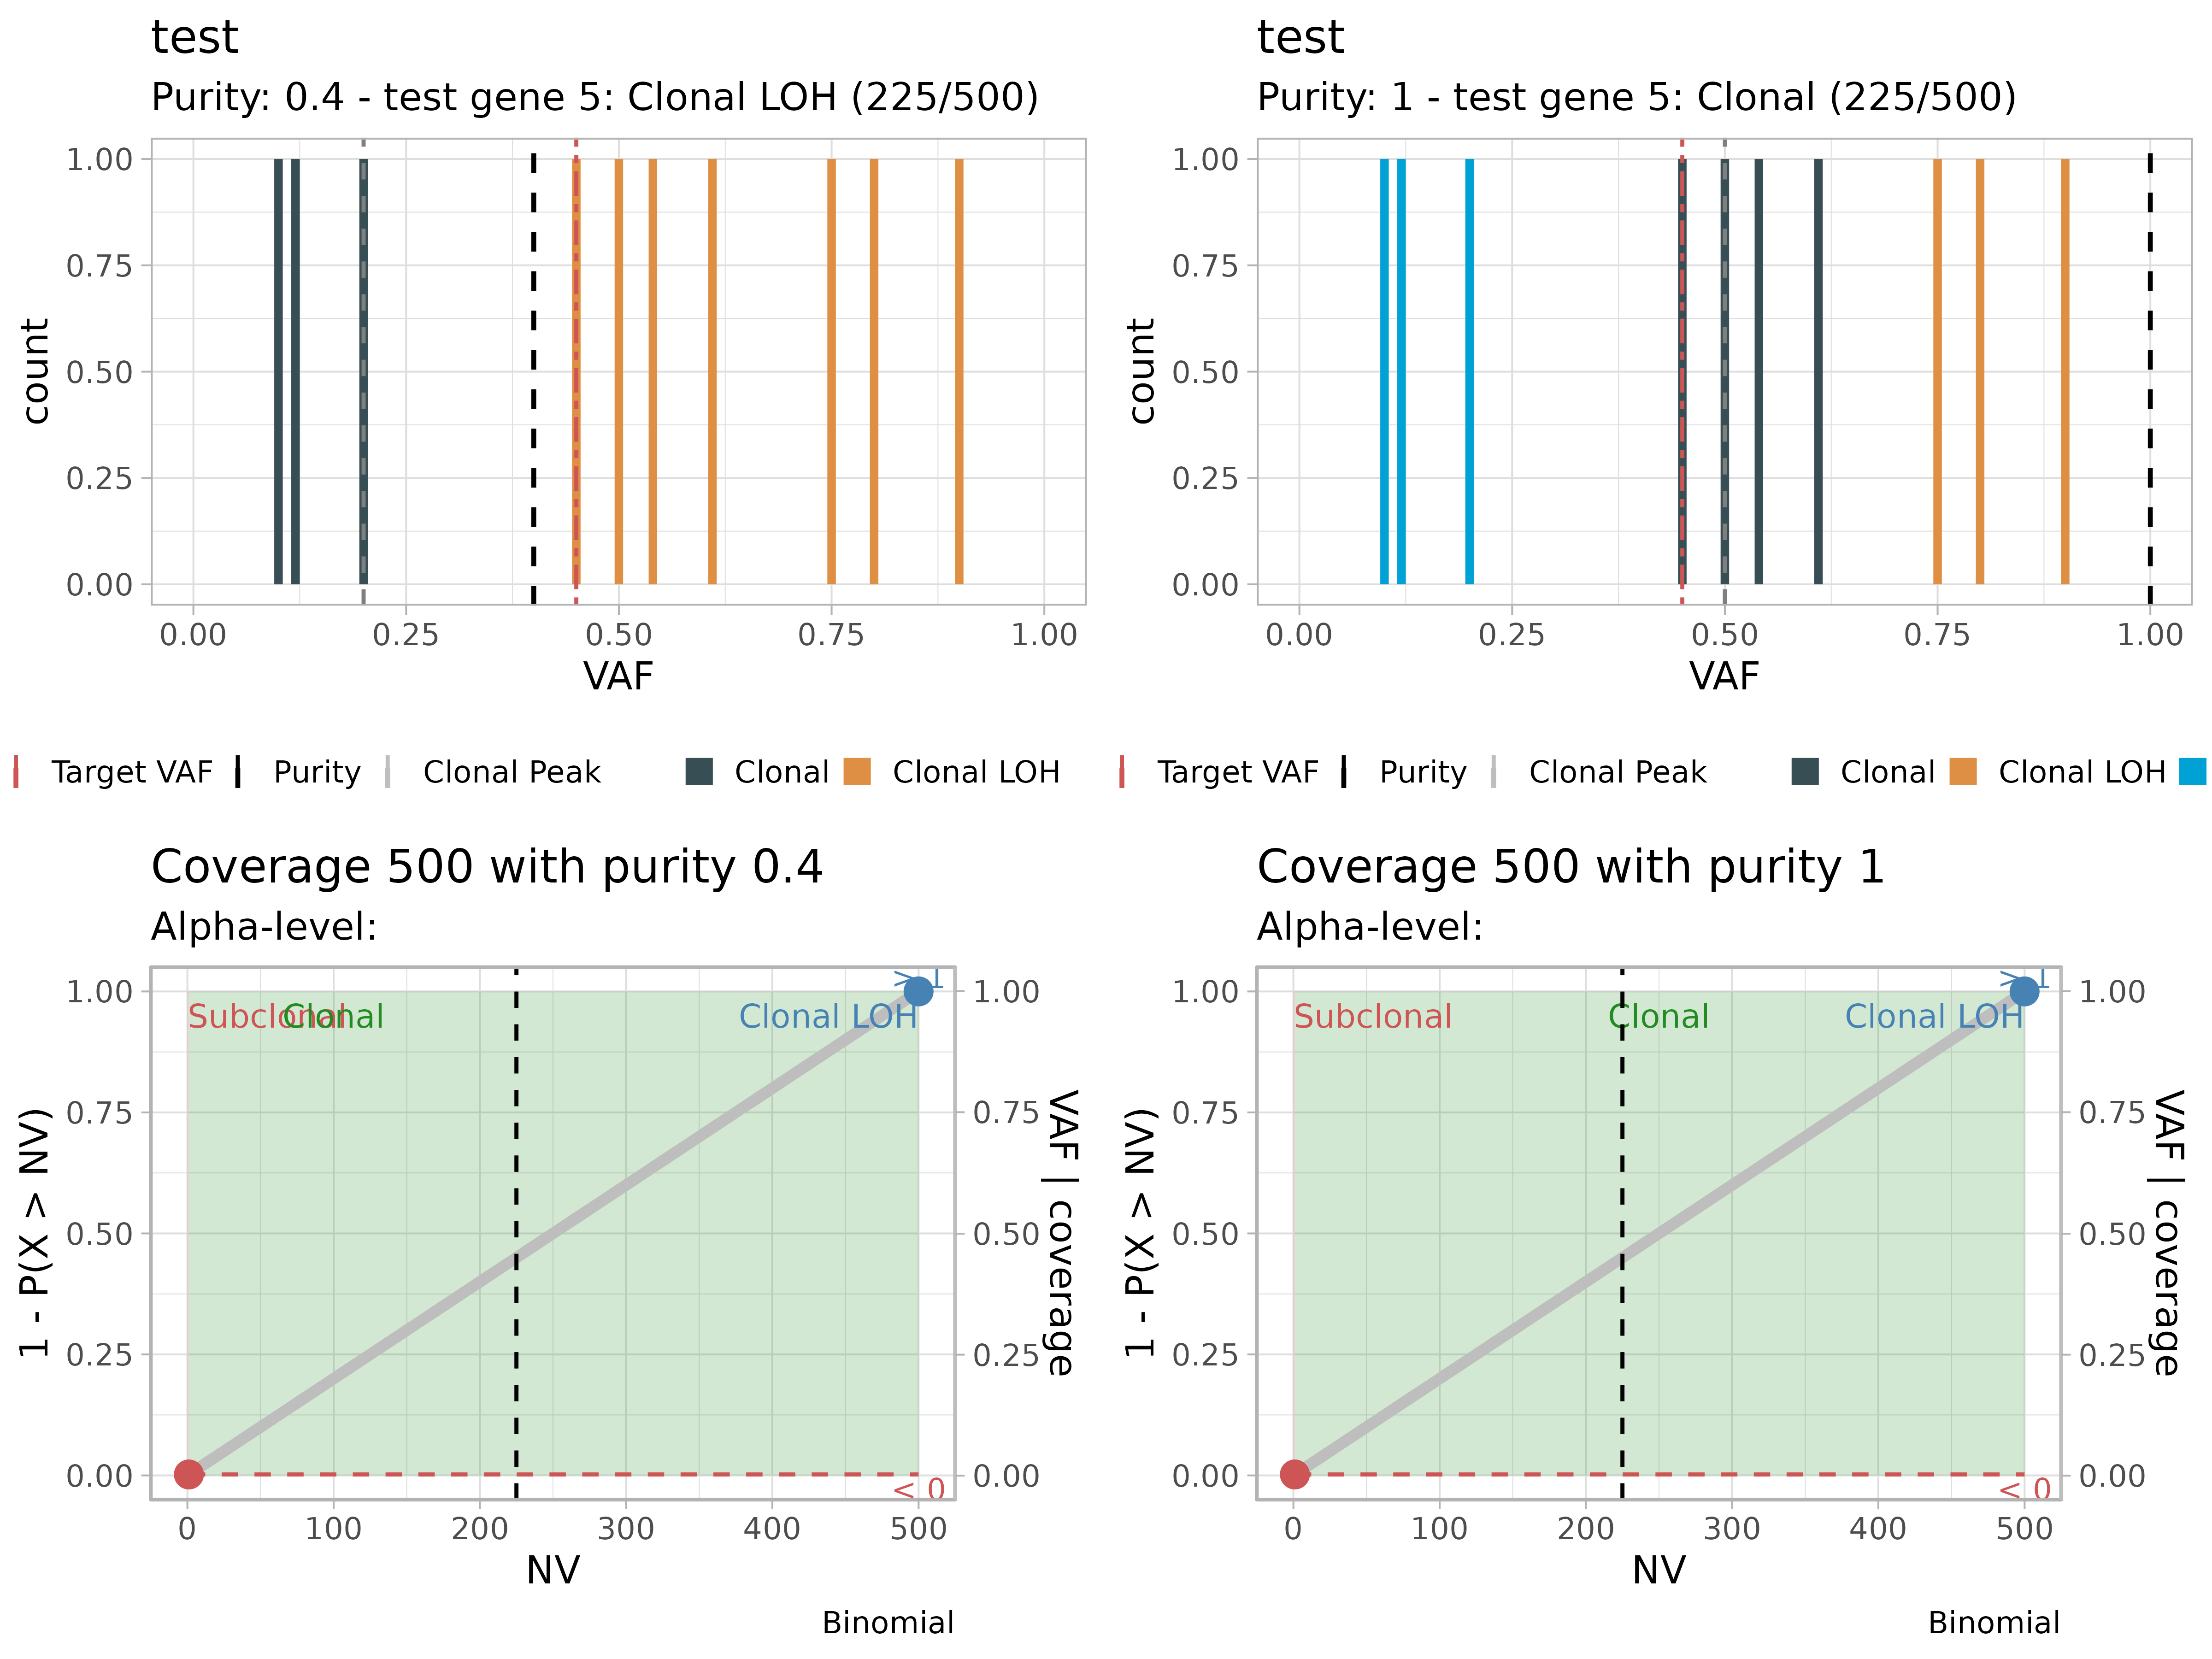 test
Purity: 0.4 - test gene 5: Clonal LOH (225/500)
1.00
0.75
0.50
0.25
0.00
count
0.00 0.25 0.50 0.75 1.00
VAF
Target VAF Purity Clonal Peak Clonal Clonal LOH
test
Purity: 1 - test gene 5: Clonal (225/500)
1.00
0.75
0.50
0.25
0.00
count
0.00 0.25 0.50 0.75 1.00
VAF
Target VAF Purity Clonal Peak Clonal Clonal LOH
Coverage 500 with purity 0.4
Alpha-level:
> 1
1.00 1.00
Subclonal Clonal Clonal LOH
0.75 0.75
0.50 0.50
0.25 0.25
0.00 0.00
< 0
1 - P(X > NV)
VAF | coverage
0 100 200 300 400 500
NV
Binomial
Coverage 500 with purity 1
Alpha-level:
> 1
1.00 1.00
Subclonal Clonal Clonal LOH
0.75 0.75
0.50 0.50
0.25 0.25
0.00 0.00
< 0
1 - P(X > NV)
VAF | coverage
0 100 200 300 400 500
NV
Binomial